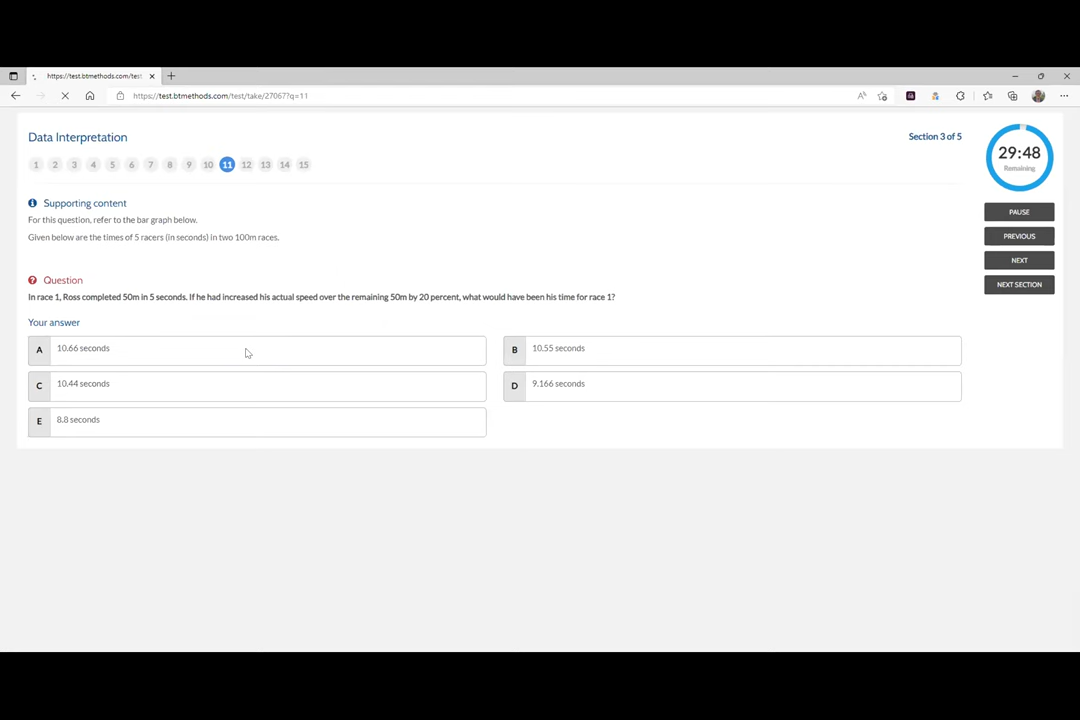 https://test.btmethods.com/test
https://test.btmethods.com/test/take/27067?q=11
Data Interpretation
Section 3 of 5
29:48
Remaining
1 2 3 4 5 6 7 8 9 10 11 12 13 14 15
Supporting content
For this question, refer to the bar graph below.
Given below are the times of 5 racers (in seconds) in two 100m races.
PAUSE
PREVIOUS
NEXT
NEXT SECTION
Question
In race 1, Ross completed 50m in 5 seconds. If he had increased his actual speed over the remaining 50m by 20 percent, what would have been his time for race 1?
Your answer
A 10.66 seconds
B 10.55 seconds
C 10.44 seconds
D 9.166 seconds
E 8.8 seconds